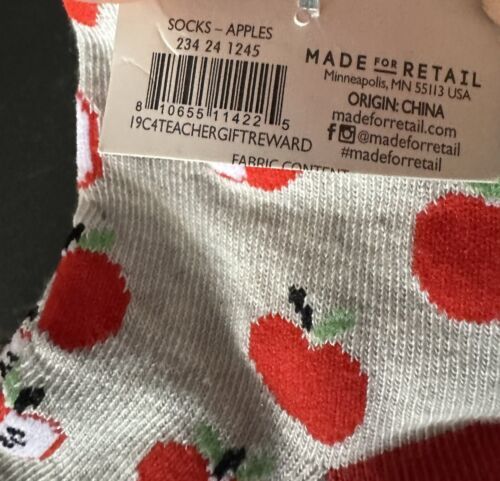 SOCKS – APPLES
234 24 1245
8 10655 11422 5
19C4TEACHERGIFTREWARD
FABRIC CONTENT
MADE FOR RETAIL
Minneapolis, MN 55113 USA
ORIGIN: CHINA
madeforretail.com
@madeforretail
#madeforretail